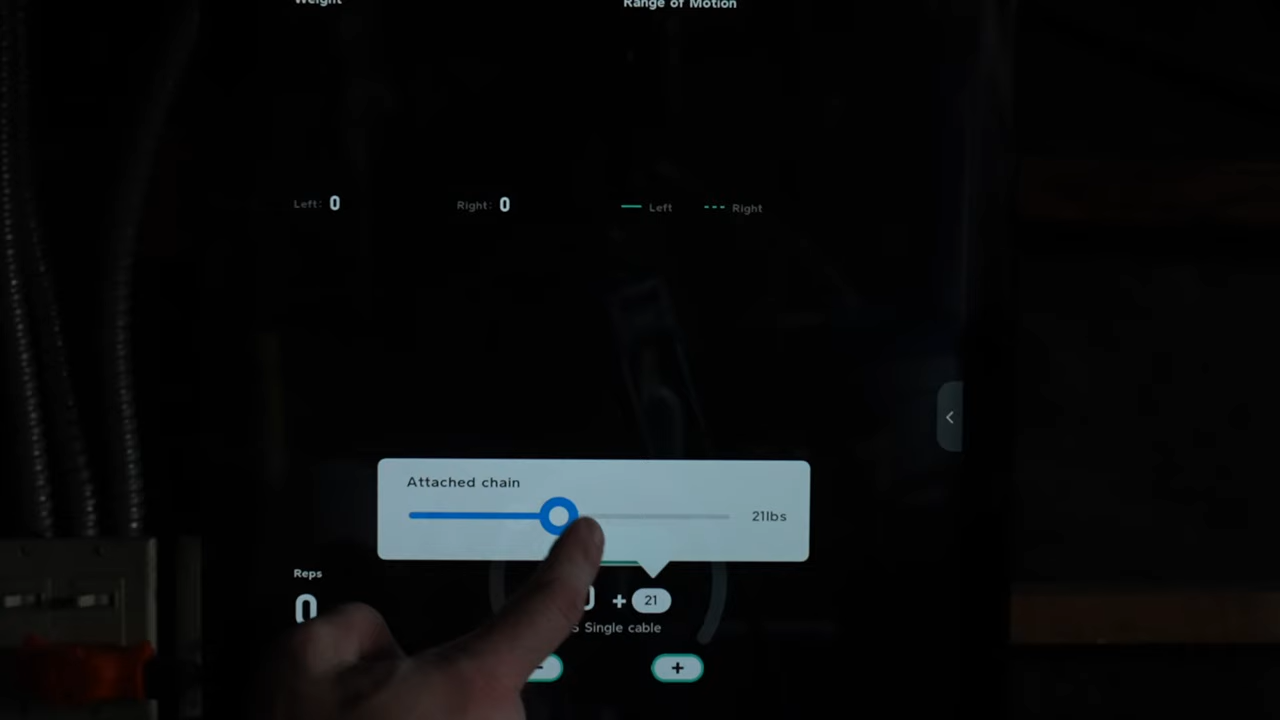 Weight
Range of Motion
Left: 0
Right: 0
Left
Right
Attached chain
21lbs
Reps
0
+ 21
Single cable
+